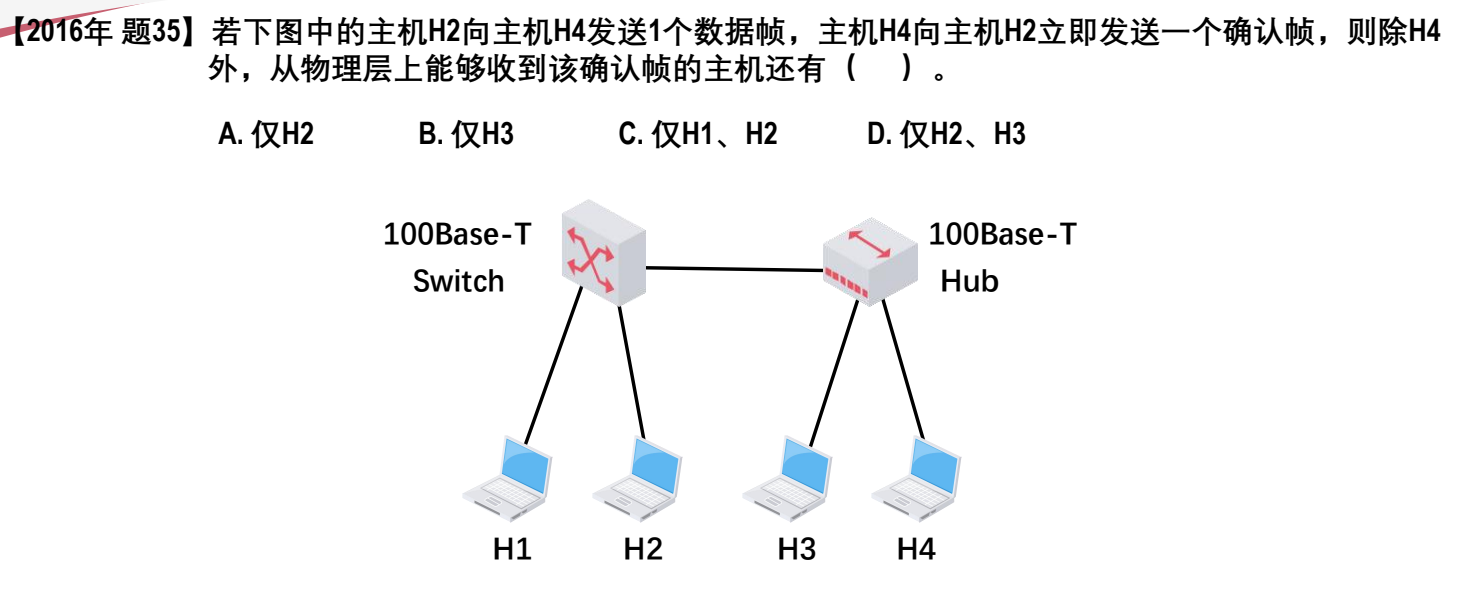 【2016年 题35】若下图中的主机H2向主机H4发送1个数据帧，主机H4向主机H2立即发送一个确认帧，则除H4
外，从物理层上能够收到该确认帧的主机还有（ ）。
A. 仅H2 B. 仅H3 C. 仅H1、H2 D. 仅H2、H3
100Base-T
Switch
100Base-T
Hub
H1 H2 H3 H4